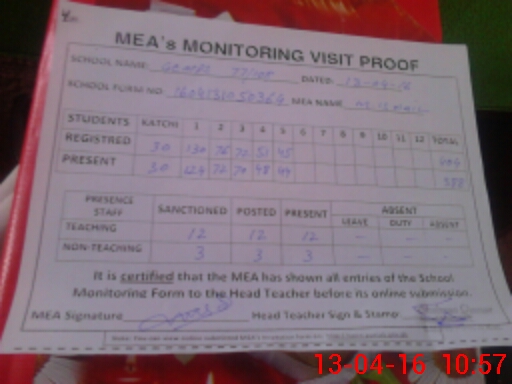 MEA's MONITORING VISIT PROOF
SCHOOL NAME: DATED: 13-04-16
SCHOOL FORM NO. MEA NAME
STUDENTS KATCHI 1 2 3 4 5 6 7 8 9 10 11 12 TOTAL
REGISTRED 30 130 76 72 51 45
PRESENT 30 124 72 70 48 44 388
PRESENCE STAFF SANCTIONED POSTED PRESENT ABSENT
LEAVE DUTY ABSENT
TEACHING 12 12 12 – – –
NON-TEACHING 3 3 3 – – –
It is certified that the MEA has shown all entries of the School
Monitoring Form to the Head Teacher before its online submission.
MEA Signature Head Teacher Sign & Stamp:
13-04-16 10:57